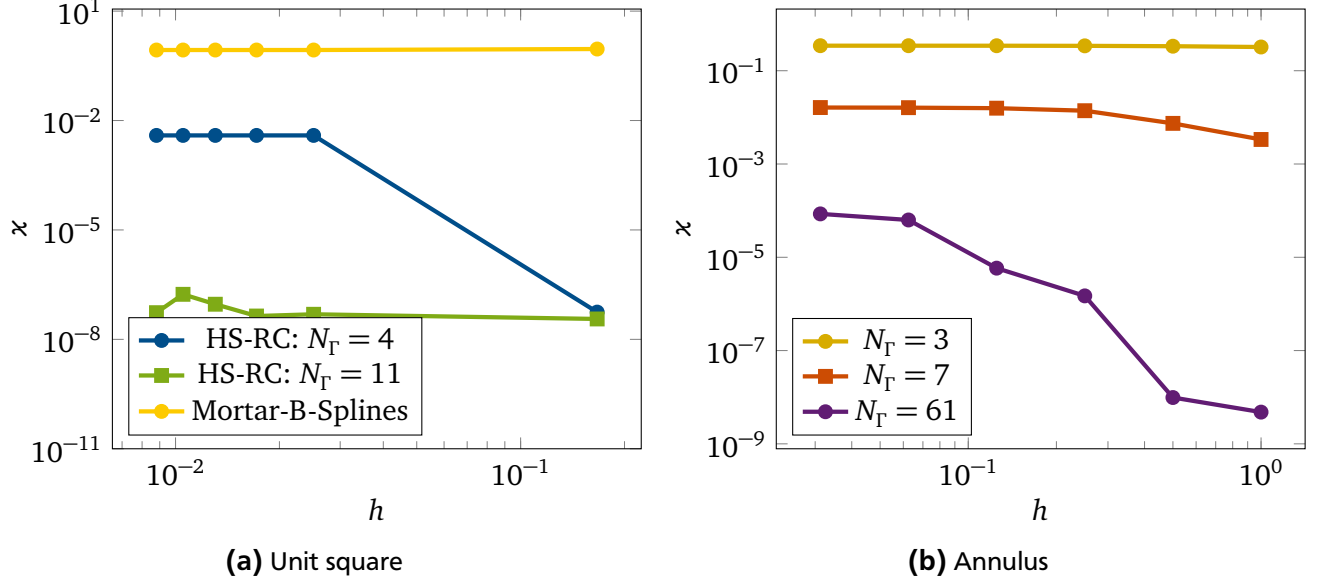 10^1
10^−2
10^−5
10^−8
10^−11
ϰ
HS-RC: N_Γ = 4
HS-RC: N_Γ = 11
Mortar-B-Splines
10^−2
10^−1
h
(a) Unit square
10^−1
10^−3
10^−5
10^−7
10^−9
ϰ
N_Γ = 3
N_Γ = 7
N_Γ = 61
10^−1
10^0
h
(b) Annulus